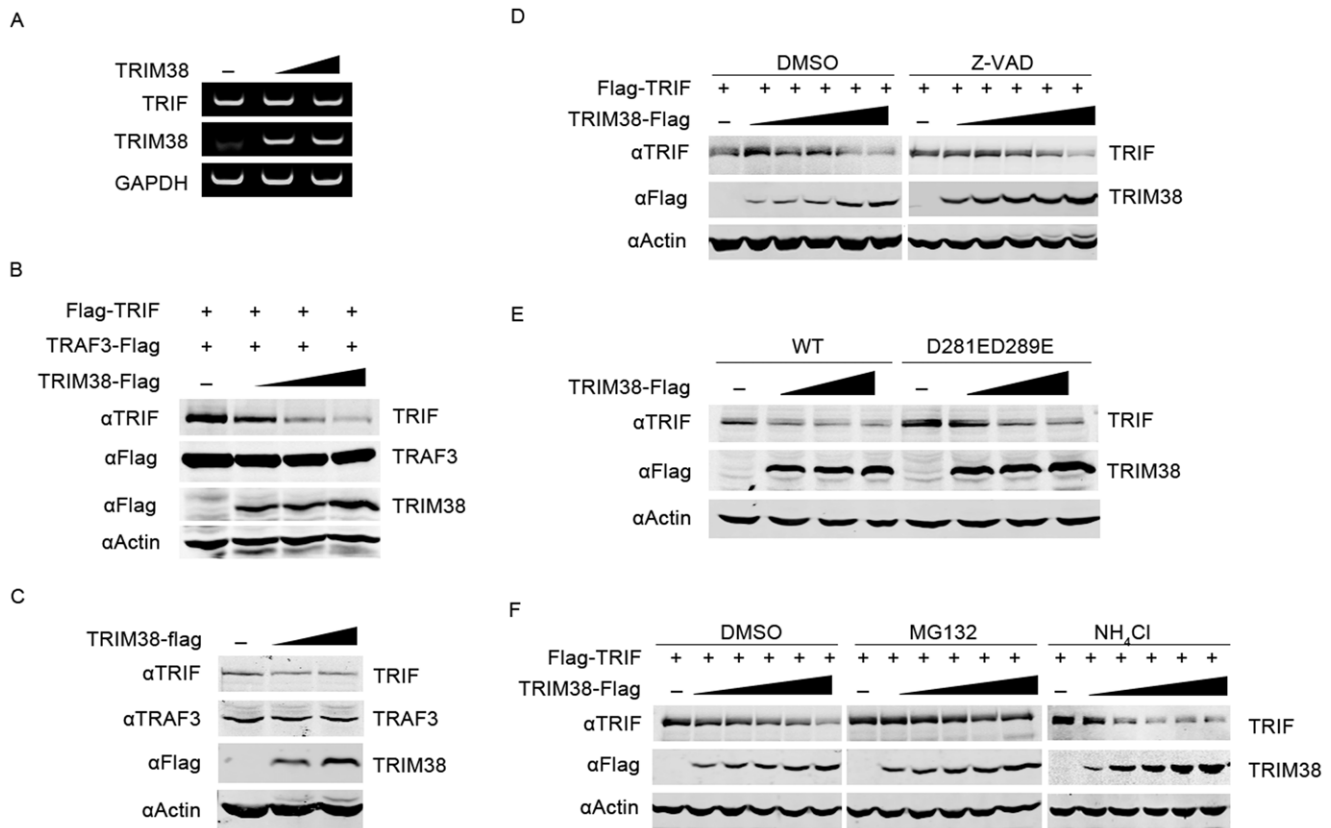 A
TRIM38 –
TRIF
TRIM38
GAPDH
B
Flag-TRIF + + + +
TRAF3-Flag + + + +
TRIM38-Flag –
αTRIF TRIF
αFlag TRAF3
αFlag TRIM38
αActin
C
TRIM38-flag –
αTRIF TRIF
αTRAF3 TRAF3
αFlag TRIM38
αActin
D
DMSO Z-VAD
Flag-TRIF + + + + + + + + + + + +
TRIM38-Flag – –
αTRIF TRIF
αFlag TRIM38
αActin
E
WT D281ED289E
TRIM38-Flag – –
αTRIF TRIF
αFlag TRIM38
αActin
F
DMSO MG132 NH₄Cl
Flag-TRIF + + + + + + + + + + + + + + + + + +
TRIM38-Flag – – –
αTRIF TRIF
αFlag TRIM38
αActin